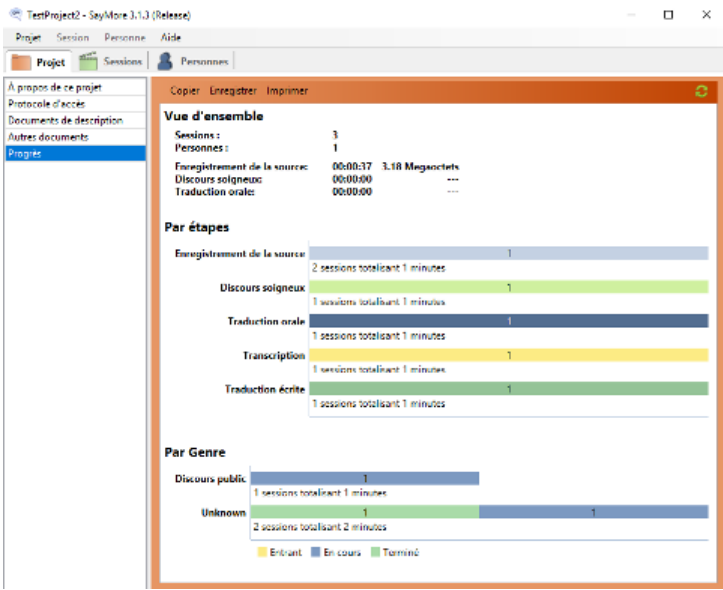 TestProject2 - SayMore 3.1.3 (Release)
Projet Session Personne Aide
Projet Sessions Personnes
À propos de ce projet
Protocole d'accès
Documents de description
Autres documents
Progrès
Copier Enregistrer Imprimer
Vue d'ensemble
Sessions : 3
Personnes : 1
Enregistrement de la source: 00:00:37 3.18 Megaoctets
Discours soigneux: 00:00:00 ---
Traduction orale: 00:00:00 ---
Par étapes
Enregistrement de la source 1
2 sessions totalisant 1 minutes
Discours soigneux 1
1 sessions totalisant 1 minutes
Traduction orale 1
1 sessions totalisant 1 minutes
Transcription 1
1 sessions totalisant 1 minutes
Traduction écrite 1
1 sessions totalisant 1 minutes
Par Genre
Discours public 1
1 sessions totalisant 1 minutes
Unknown 1 1
2 sessions totalisant 2 minutes
Entrant En cours Terminé